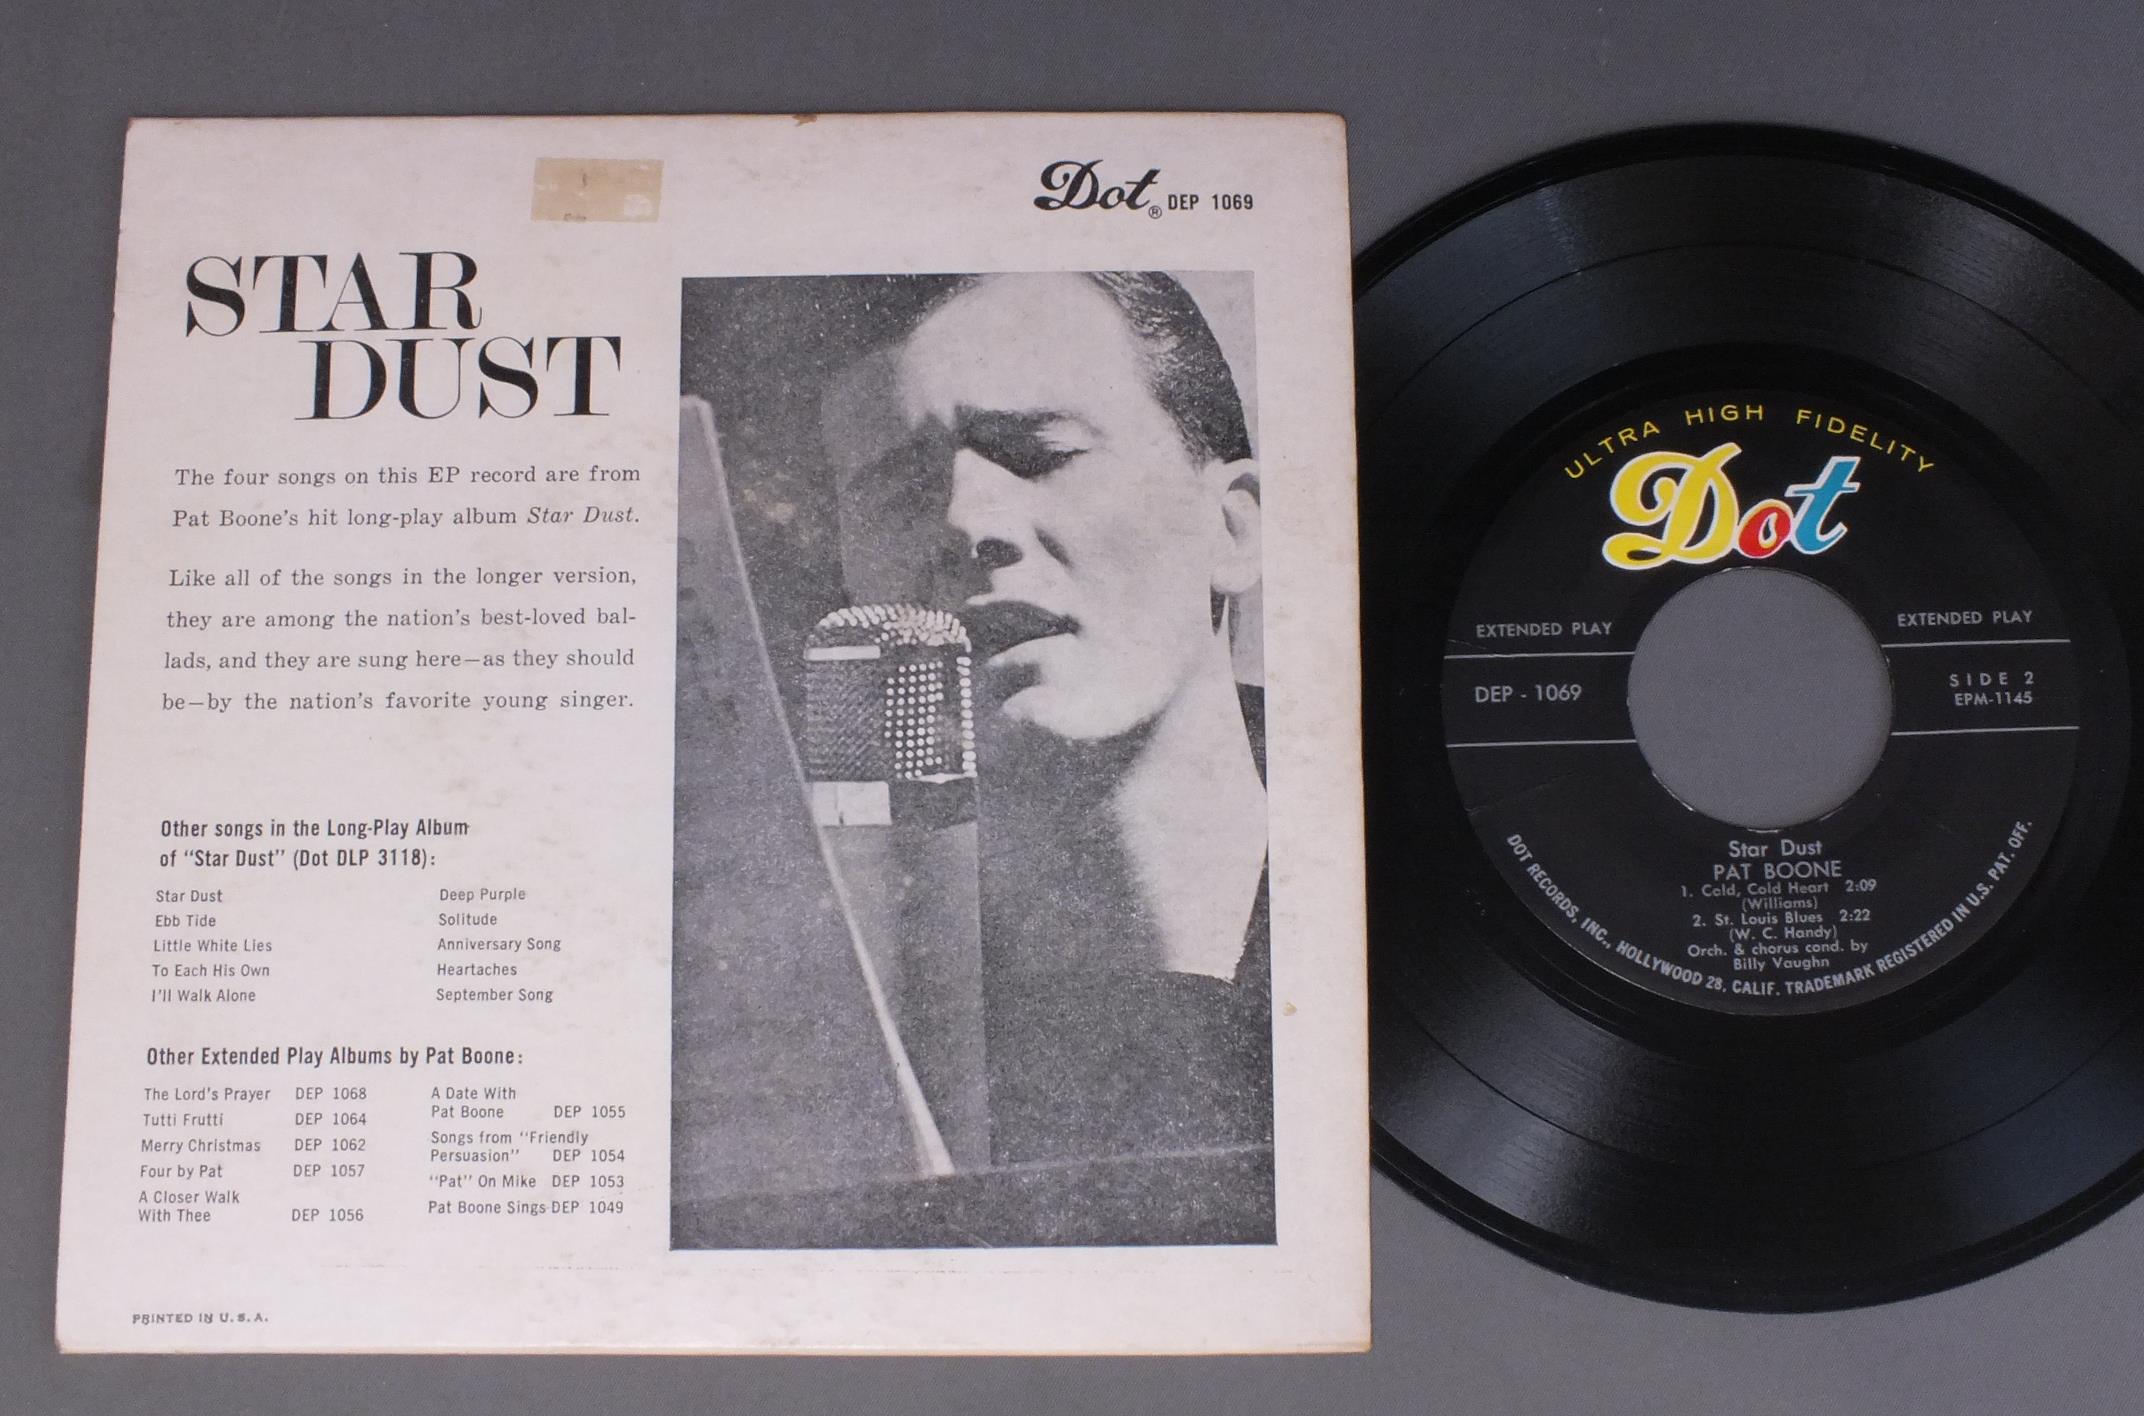 Dot® DEP 1069
STAR
DUST
The four songs on this EP record are from
Pat Boone's hit long-play album Star Dust.
Like all of the songs in the longer version,
they are among the nation's best-loved bal-
lads, and they are sung here—as they should
be—by the nation's favorite young singer.
Other songs in the Long-Play Album
of "Star Dust" (Dot DLP 3118):
Star Dust
Ebb Tide
Little White Lies
To Each His Own
I'll Walk Alone
Deep Purple
Solitude
Anniversary Song
Heartaches
September Song
Other Extended Play Albums by Pat Boone:
The Lord's Prayer DEP 1068
Tutti Frutti DEP 1064
Merry Christmas DEP 1062
Four by Pat DEP 1057
A Closer Walk
With Thee DEP 1056
A Date With
Pat Boone DEP 1055
Songs from "Friendly
Persuasion" DEP 1054
"Pat" On Mike DEP 1053
Pat Boone Sings DEP 1049
PRINTED IN U.S.A.
ULTRA HIGH FIDELITY
Dot
EXTENDED PLAY EXTENDED PLAY
DEP - 1069
SIDE 2
EPM-1145
Star Dust
PAT BOONE
1. Cold, Cold Heart 2:09
(Williams)
2. St. Louis Blues 2:22
(W. C. Handy)
Orch. & chorus cond. by
Billy Vaughn
DOT RECORDS, INC., HOLLYWOOD 28, CALIF. TRADEMARK REGISTERED IN U.S. PAT. OFF.